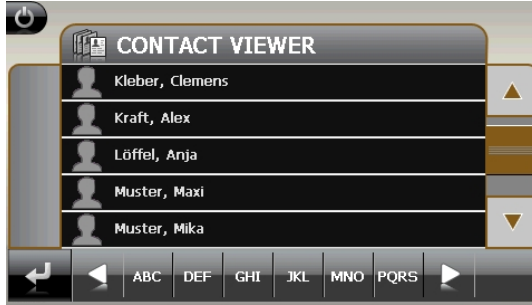 CONTACT VIEWER
Kleber, Clemens
Kraft, Alex
Löffel, Anja
Muster, Maxi
Muster, Mika
ABC DEF GHI JKL MNO PQRS